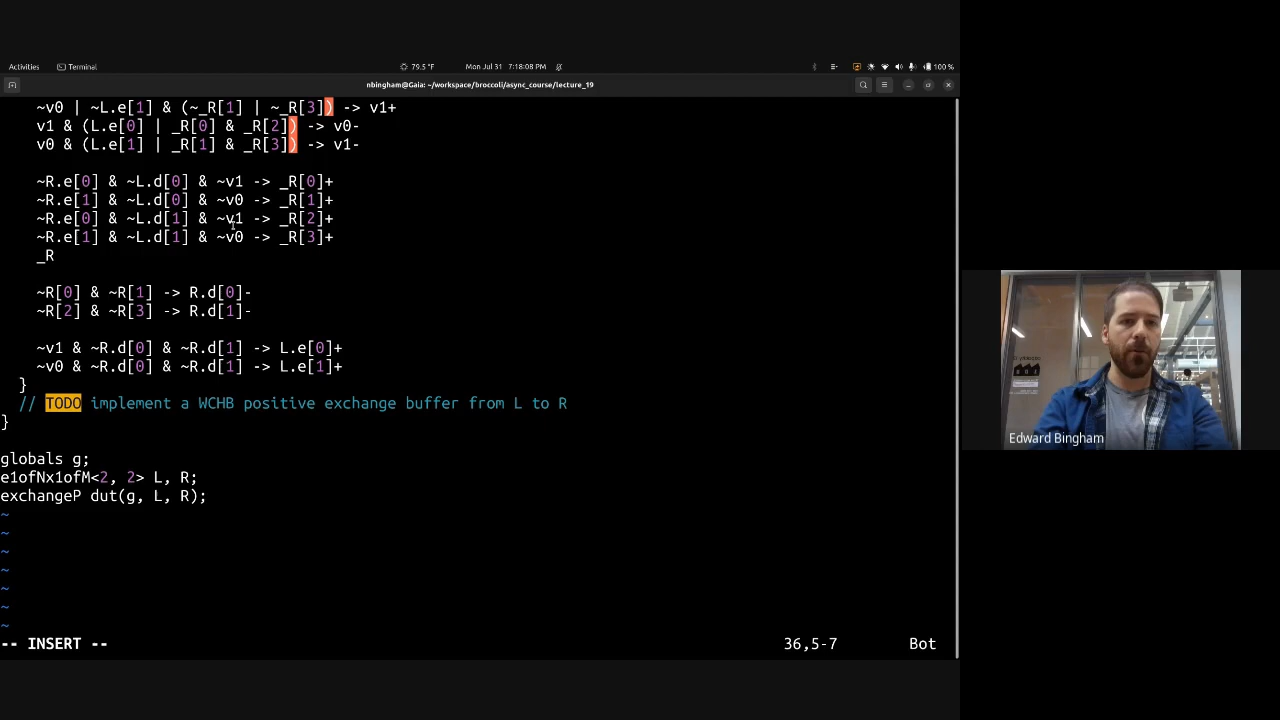 Activities Terminal 79.5 °F Mon Jul 31 7:18:08 PM 100 %
nbingham@Gaia: ~/workspace/broccoli/async_course/lecture_19
~v0 | ~L.e[1] & (~_R[1] | ~_R[3]) -> v1+
v1 & (L.e[0] | _R[0] & _R[2]) -> v0-
v0 & (L.e[1] | _R[1] & _R[3]) -> v1-
~R.e[0] & ~L.d[0] & ~v1 -> _R[0]+
~R.e[1] & ~L.d[0] & ~v0 -> _R[1]+
~R.e[0] & ~L.d[1] & ~v1 -> _R[2]+
~R.e[1] & ~L.d[1] & ~v0 -> _R[3]+
_R
~R[0] & ~R[1] -> R.d[0]-
~R[2] & ~R[3] -> R.d[1]-
~v1 & ~R.d[0] & ~R.d[1] -> L.e[0]+
~v0 & ~R.d[0] & ~R.d[1] -> L.e[1]+
}
// TODO implement a WCHB positive exchange buffer from L to R
}
globals g;
e1ofNx1ofM<2, 2> L, R;
exchangeP dut(g, L, R);
~
~
~
~
~
~
~
-- INSERT -- 36,5-7 Bot
Edward Bingham